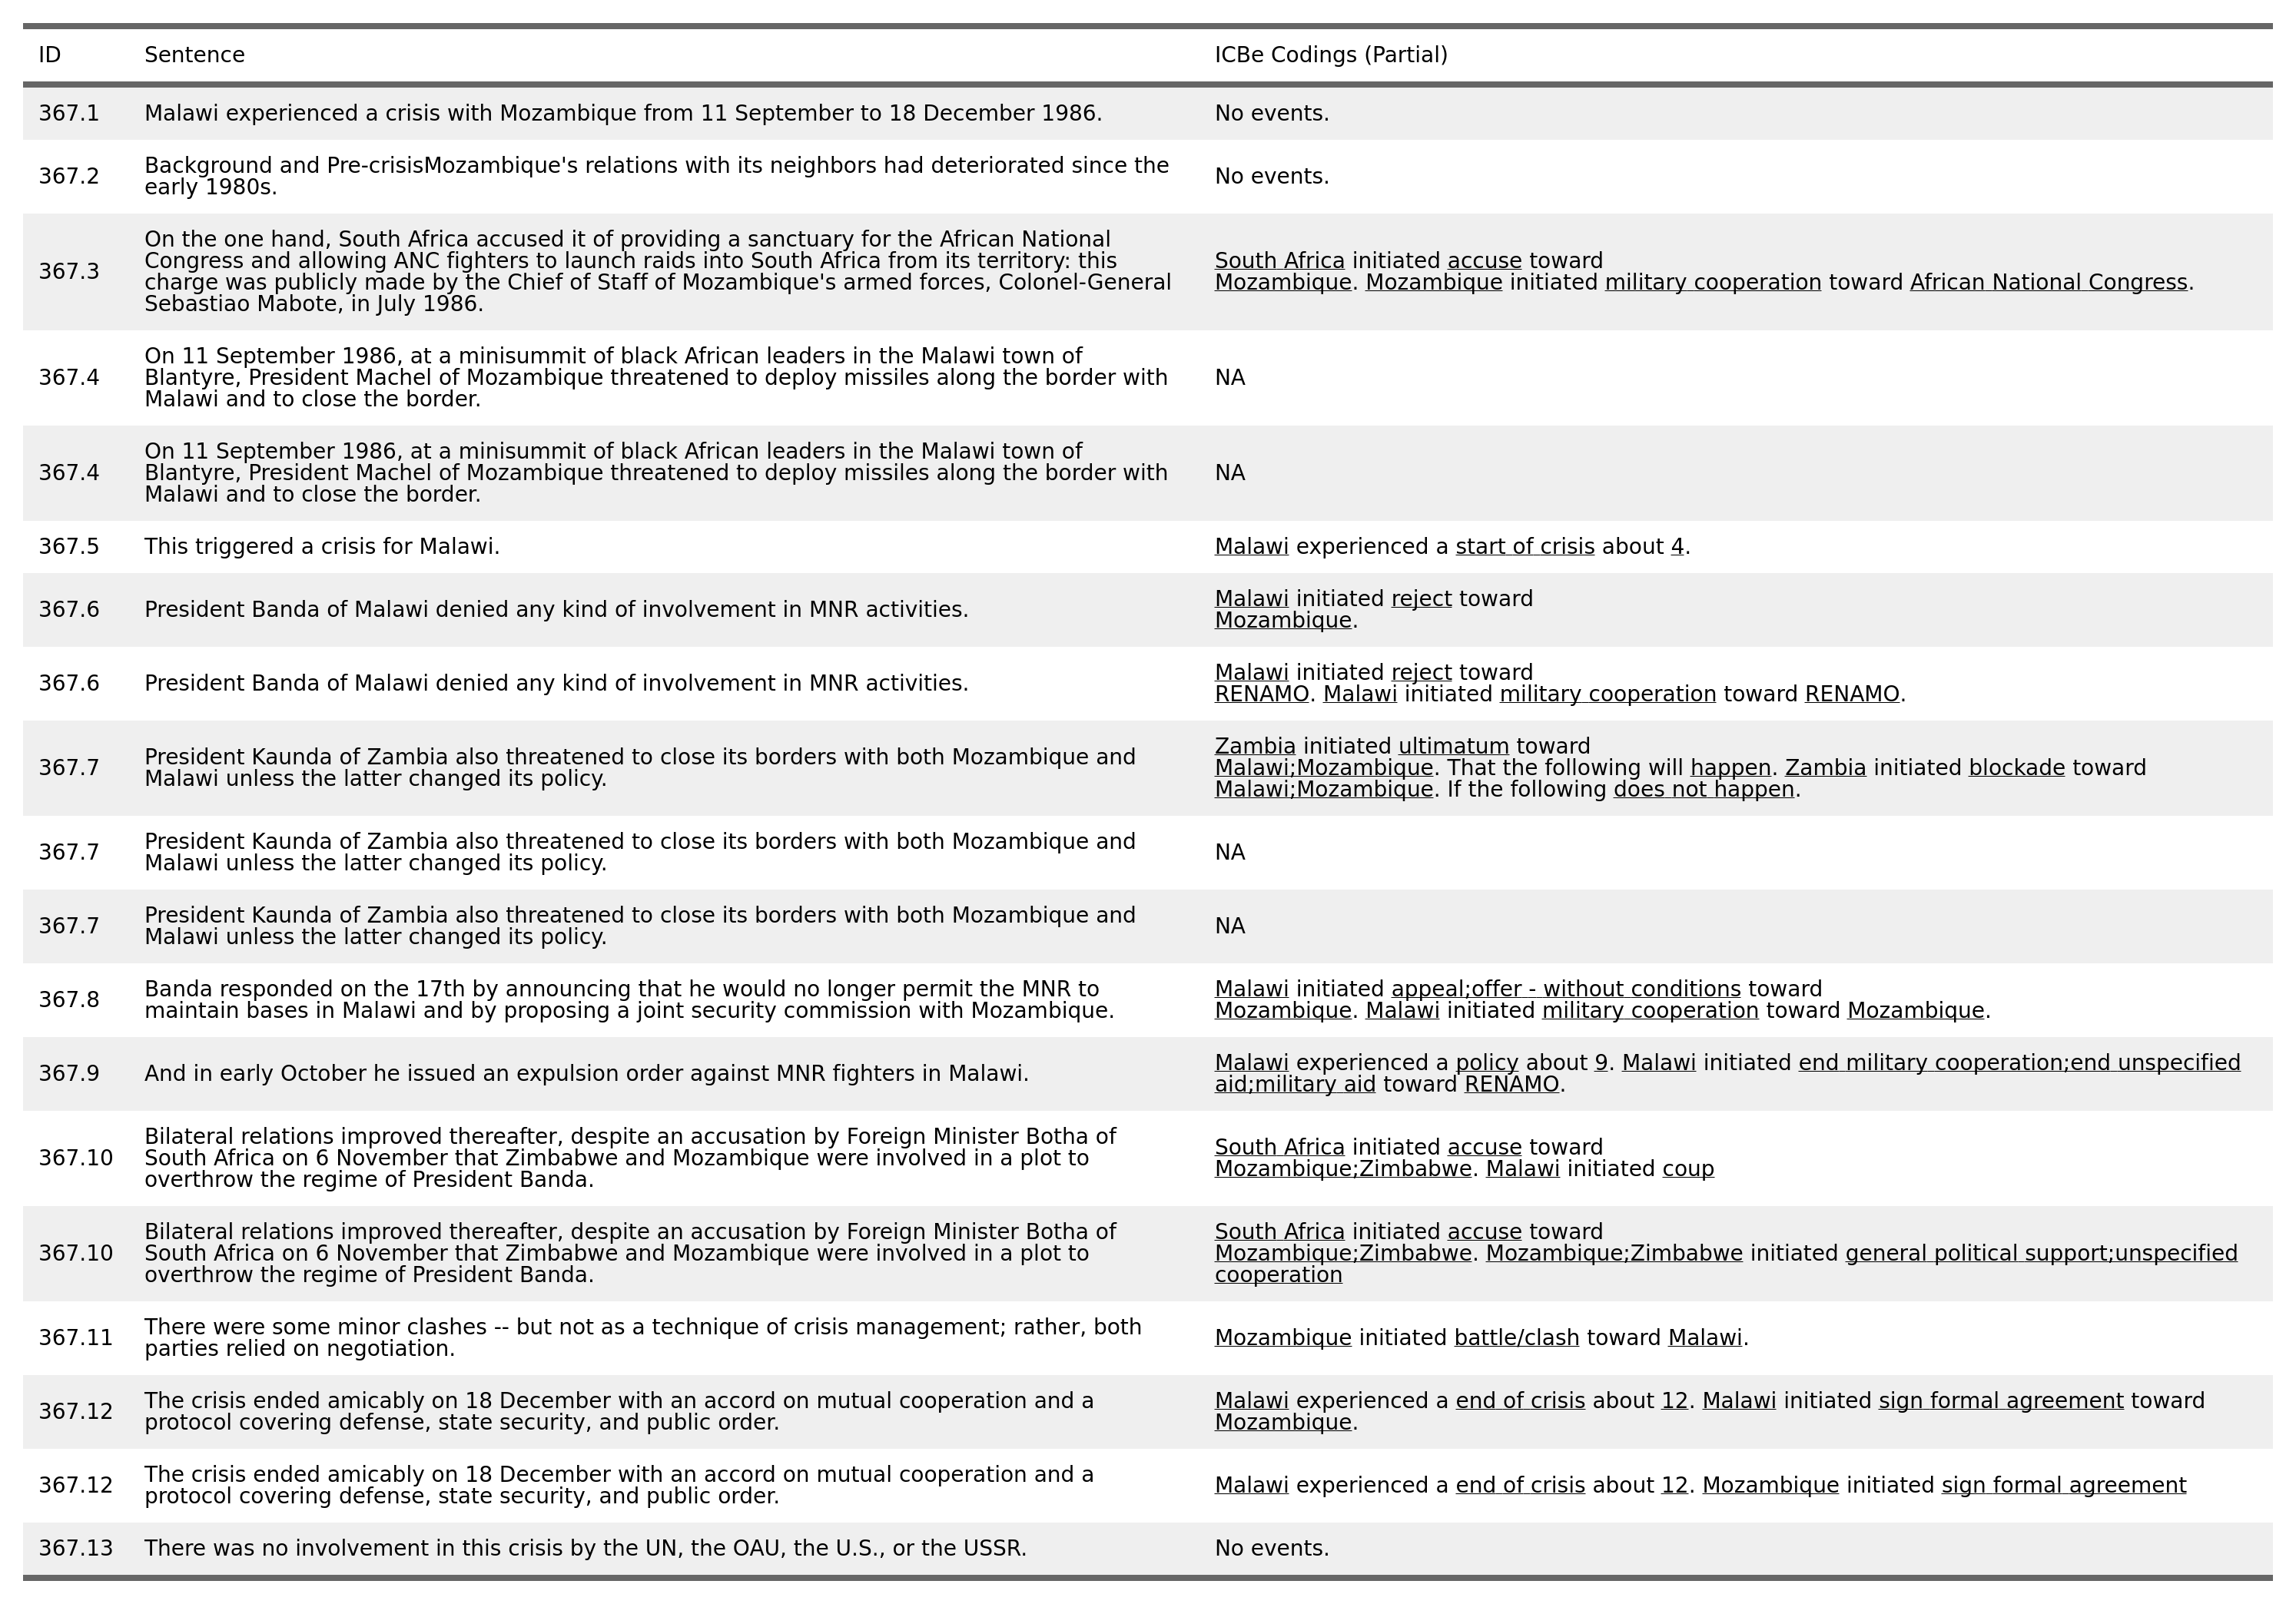 ID Sentence ICBe Codings (Partial)
367.1 Malawi experienced a crisis with Mozambique from 11 September to 18 December 1986. No events.
367.2 Background and Pre-crisisMozambique's relations with its neighbors had deteriorated since the
early 1980s.
No events.
367.3 On the one hand, South Africa accused it of providing a sanctuary for the African National
Congress and allowing ANC fighters to launch raids into South Africa from its territory: this
charge was publicly made by the Chief of Staff of Mozambique's armed forces, Colonel-General
Sebastiao Mabote, in July 1986.
South Africa initiated accuse toward
Mozambique. Mozambique initiated military cooperation toward African National Congress.
367.4 On 11 September 1986, at a minisummit of black African leaders in the Malawi town of
Blantyre, President Machel of Mozambique threatened to deploy missiles along the border with
Malawi and to close the border.
NA
367.4 On 11 September 1986, at a minisummit of black African leaders in the Malawi town of
Blantyre, President Machel of Mozambique threatened to deploy missiles along the border with
Malawi and to close the border.
NA
367.5 This triggered a crisis for Malawi. Malawi experienced a start of crisis about 4.
367.6 President Banda of Malawi denied any kind of involvement in MNR activities.
Malawi initiated reject toward
Mozambique.
367.6 President Banda of Malawi denied any kind of involvement in MNR activities.
Malawi initiated reject toward
RENAMO. Malawi initiated military cooperation toward RENAMO.
367.7 President Kaunda of Zambia also threatened to close its borders with both Mozambique and
Malawi unless the latter changed its policy.
Zambia initiated ultimatum toward
Malawi;Mozambique. That the following will happen. Zambia initiated blockade toward
Malawi;Mozambique. If the following does not happen.
367.7 President Kaunda of Zambia also threatened to close its borders with both Mozambique and
Malawi unless the latter changed its policy.
NA
367.7 President Kaunda of Zambia also threatened to close its borders with both Mozambique and
Malawi unless the latter changed its policy.
NA
367.8 Banda responded on the 17th by announcing that he would no longer permit the MNR to
maintain bases in Malawi and by proposing a joint security commission with Mozambique.
Malawi initiated appeal;offer - without conditions toward
Mozambique. Malawi initiated military cooperation toward Mozambique.
367.9 And in early October he issued an expulsion order against MNR fighters in Malawi.
Malawi experienced a policy about 9. Malawi initiated end military cooperation;end unspecified
aid;military aid toward RENAMO.
367.10 Bilateral relations improved thereafter, despite an accusation by Foreign Minister Botha of
South Africa on 6 November that Zimbabwe and Mozambique were involved in a plot to
overthrow the regime of President Banda.
South Africa initiated accuse toward
Mozambique;Zimbabwe. Malawi initiated coup
367.10 Bilateral relations improved thereafter, despite an accusation by Foreign Minister Botha of
South Africa on 6 November that Zimbabwe and Mozambique were involved in a plot to
overthrow the regime of President Banda.
South Africa initiated accuse toward
Mozambique;Zimbabwe. Mozambique;Zimbabwe initiated general political support;unspecified
cooperation
367.11 There were some minor clashes -- but not as a technique of crisis management; rather, both
parties relied on negotiation.
Mozambique initiated battle/clash toward Malawi.
367.12 The crisis ended amicably on 18 December with an accord on mutual cooperation and a
protocol covering defense, state security, and public order.
Malawi experienced a end of crisis about 12. Malawi initiated sign formal agreement toward
Mozambique.
367.12 The crisis ended amicably on 18 December with an accord on mutual cooperation and a
protocol covering defense, state security, and public order.
Malawi experienced a end of crisis about 12. Mozambique initiated sign formal agreement
367.13 There was no involvement in this crisis by the UN, the OAU, the U.S., or the USSR. No events.